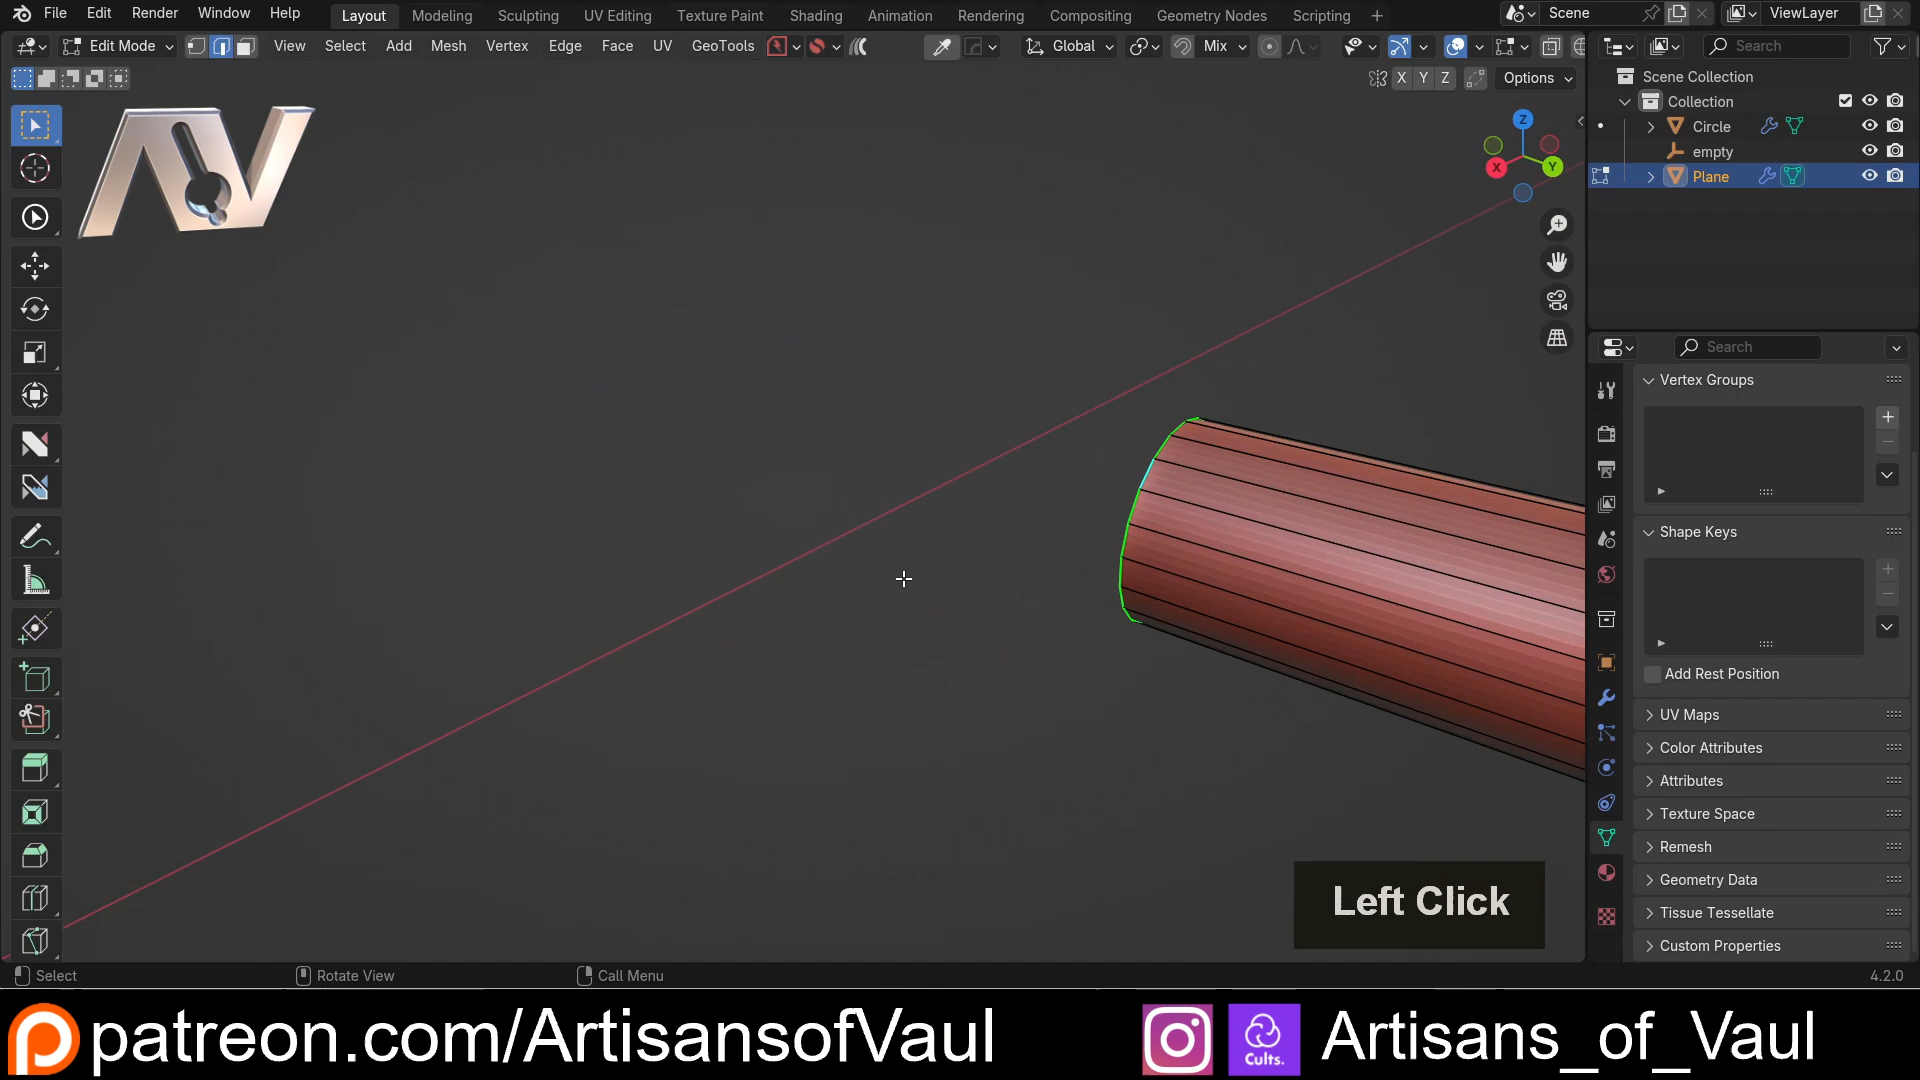 File Edit Render Window Help Layout Modeling Sculpting UV Editing Texture Paint Shading Animation Rendering Compositing Geometry Nodes Scripting + Scene ViewLayer
Edit Mode View Select Add Mesh Vertex Edge Face UV GeoTools Global Mix Search
X Y Z Options
Scene Collection
Collection
Circle
empty
Plane
Z
X Y
Search
Vertex Groups
Shape Keys
Add Rest Position
UV Maps
Color Attributes
Attributes
Texture Space
Remesh
Geometry Data
Tissue Tessellate
Custom Properties
Left Click
Select Rotate View Call Menu 4.2.0
patreon.com/ArtisansofVaul Cults. Artisans_of_Vaul